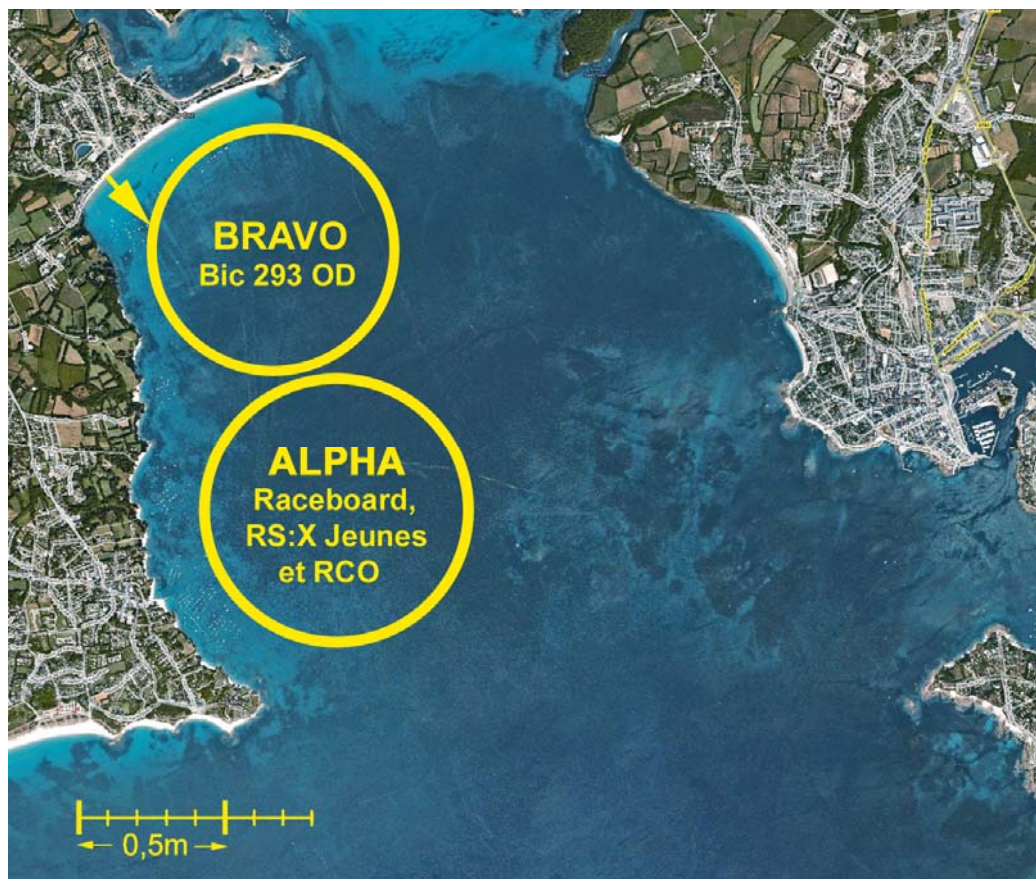 BRAVO
Bic 293 OD
ALPHA
Raceboard,
RS:X Jeunes
et RCO
0,5m